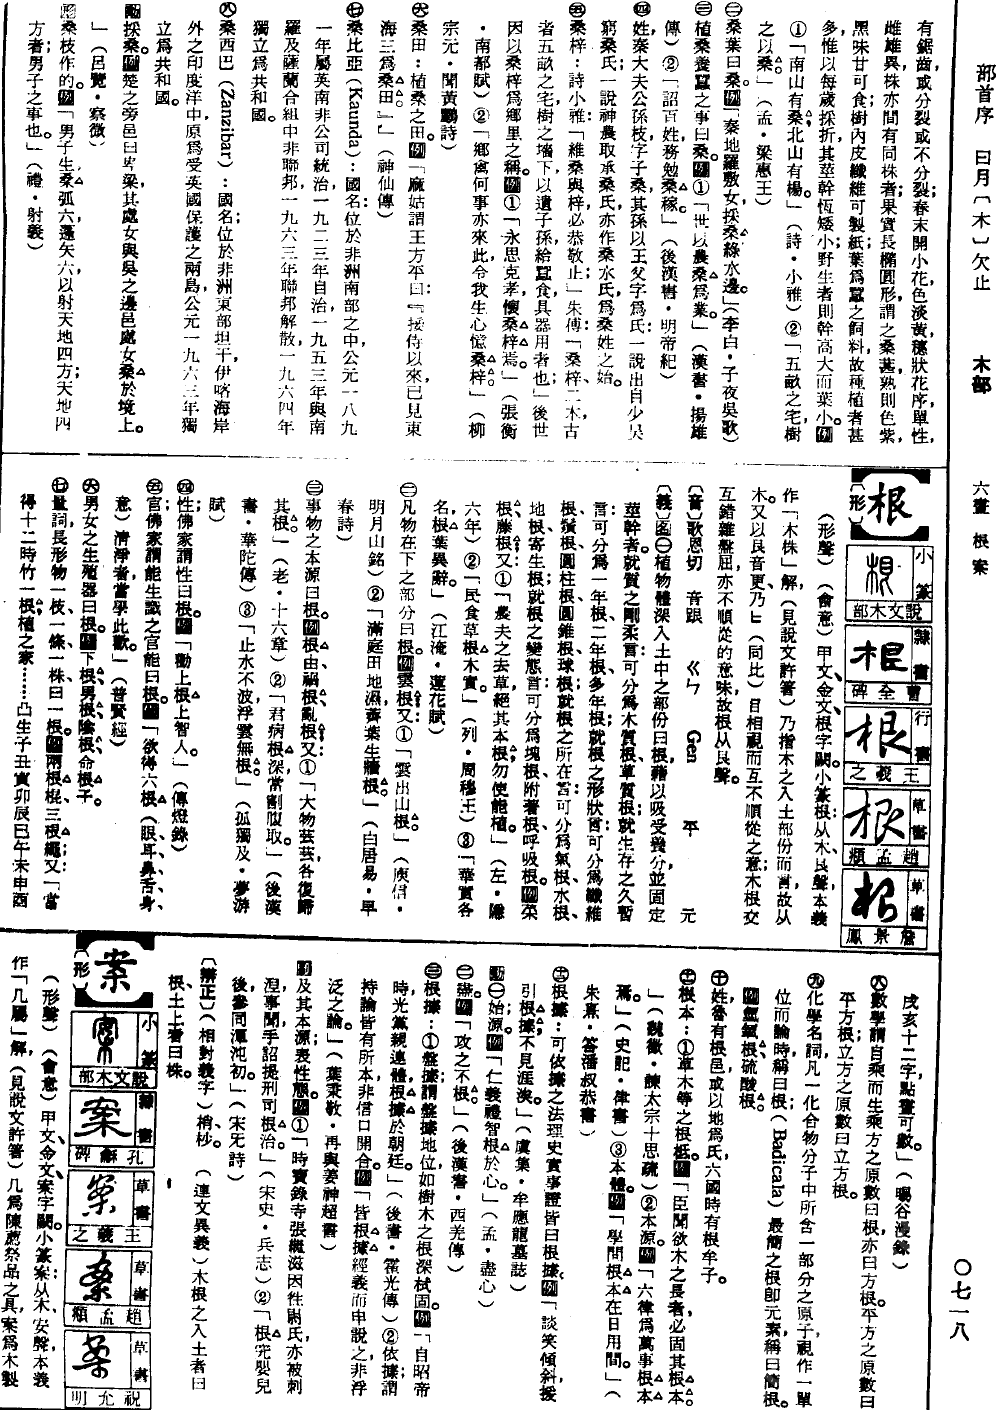 部首序 曰月〔木〕欠止 木部 六畫 根案 〇七一八
有鋸齒或分裂或不分裂春末開小花色淡黃穗狀花序單性，
雌雄異株亦間有同株者果實長橢圓形謂之桑葚熟則色紫
黑味甘可食樹內皮纖維可製紙葉爲蠶之飼料故種植者甚
多惟以每歲採折其莖幹恆矮小野生者則幹高大而葉小。例
①「南山有桑北山有楊。」（詩・小雅）②「五畝之宅樹
之以桑」（孟・梁惠王）
㊁桑葉曰桑。例「秦地羅敷女採桑綠水邊。」（李白・子夜吳歌）
㊂植桑養蠶之事曰桑。例①「世以農桑爲業。」（漢書・揚雄
傳）②「詔百姓務勉桑稼。」（後漢書・明帝紀）
㊃姓秦大夫公孫枝字子桑其孫以王父字爲氏一說出自少昊
窮桑氏一說神農取承桑氏亦作桑水氏爲桑姓之始。
㊄桑梓：詩小雅「維桑與梓必恭敬止」朱傳「桑梓二木古
者五畝之宅樹之墻下以遺子孫給蠶食具器用者也」後世
因以桑梓爲鄉里之稱。例①「永思克孝懷桑梓焉。」（張衡
・南都賦）②「鄉禽何事亦來此令我生心憶桑梓」（柳
宗元・聞黃鸝詩）
㊅桑田：植桑之田。例「麻姑謂王方平曰『接侍以來已見東
海三爲桑田』」（神仙傳）
㊆桑比亞（Kaunda）：國名位於非洲南部之中公元一八九
一年屬英南非公司統治一九二三年自治一九五三年與南
羅及薩蘭合組中非聯邦，一九六三年聯邦解散一九六四年
獨立爲共和國。
㊇桑西巴（Zanzibar）：國名位於非洲東部坦干伊喀海岸
外之印度洋中原爲受英國保護之兩島公元一九六三年獨
立爲共和國。
動採桑。例楚之旁邑曰卑梁其處女與吳之邊邑處女桑於境上。
」（呂覽・察微）
形桑枝作的。例「男子生桑弧六蓬矢六以射天地四方；天地四
方者；男子之事也。」（禮・射義）
根
〔形〕
小篆 說文木部
隸書 曹全碑
行書 王羲之
草書 趙孟頫
草書 詹景鳳
（形聲）（會意）甲文金文根字闕小篆根从木艮聲本義
作「木株」解（見說文許箸）乃指木之入土部份而言故从
木。又以艮音更、乃匕（同比）目相視而互不順從之意；木根交
互錯雜盤屈，亦不順從的意味故根从艮聲。
〔音〕歌恩切 音跟 ㄍㄣ Gen 平 元
〔義〕名㊀植物體深入土中之部份曰根藉以吸受養分並固定
莖幹者就質之剛柔言可分爲木質根草質根；就生存之久暫
言可分爲一年根、二年根、多年根；就根之形狀言可分爲纖維
根、鬚根、圓柱根圓錐根、球根；就根之所在言可分爲氣根、水根、
地根、寄生根；就根之變態言可分爲塊根、附著根、呼吸根。例菜
根藤根又①「農夫之去草絕其本根，勿使能植」（左・隱
六年）②「民食草根木實」（列・周穆王）③「華實各
名根葉異辭。」（江淹・蓮花賦）
㊁凡物在下之部分曰根。例雲根又①「雲出山根」（庾信・
明月山銘）②「滿庭田地濕薺葉生牆根」（白居易・早
春詩）
㊂事物之本源曰根。例根由禍根亂根又①「大物芸芸各復歸
其根」（老・十六章）②「君病根深當割腹取」（後漢
書・華陀傳）③「止水不波浮雲無根。」（孤獨及・夢游
賦）
㊃性佛家謂性曰根。例「勸上根上智人。」（傳燈錄）
㊄官佛家謂能生識之官能曰根。例「欲得六根（眼、耳、鼻、舌、身、
意）清淨者當學此觀。」（普賢經）
㊅男女之生殖器曰根。例下根男根陰根命根子。
㊆量詞，長形物一枝、一條、一株曰一根。例兩根棍、三根繩；又「當
得十二時竹一根植之家……凸生子丑寅卯辰巳午未申酉
戌亥十二字，點畫可數。」（暘谷漫錄）
㊇數學謂自乘而生乘方之原數曰根，亦曰方根。平方之原數曰
平方根立方之原數曰立方根。
㊈化學名詞，凡一化合物分子中所含一部分之原子視作一單
位而論時稱曰根（Badicala）最簡之根卽元素稱曰簡根。
例氫氧根硫酸根。
㊉姓魯有根邑或以地爲氏六國時有根牟子。
根本：①草木等之根柢。例「臣聞欲木之長者必固其根本。
」（魏徵・諫太宗十思疏）②本源。例「六律爲萬事根本
焉。」（史記・律書）③本體。例「學問根本在日用間。」（
朱熹・答潘叔恭書）
根據：可依據之法理史實事證皆曰根據。例「談笑傾斜援
引根據不見涯涘。」（虞集・牟應龍墓誌）
動㊀始源。例「仁義禮智根於心。」（孟・盡心）
㊁除。例「攻之不根」（後漢書・西羌傳）
㊂根據：①盤據謂盤據地位如樹木之根深柢固。例「自昭帝
時光黨親連體根據於朝廷。」（後書・霍光傳）②依據謂
持論皆有所本非信口開合。例「皆根據經義而申說之非浮
泛之論。」（葉秉敬・再與姜神超書）
副及其本源表性態。例①「時寶錄寺張繼滋因性尉氏亦被刺
湼事聞手詔提刑司根治。」（宋史・兵志）②「根究嬰兒
後參同渾沌初」（宋旡詩）
〔辨正〕（相對義字）梢杪。（連文異義）木根之入土者曰
根，土上者曰株。
案
〔形〕
小篆 說文木部
隸書 孔龢碑
草書 王羲之
草書 趙孟頫
草書 祝允明
（形聲）（會意）甲文金文案字闕。小篆案从木、安聲本義
作「几屬」解（見說文許箸）几爲陳薦祭品之具，案爲木製